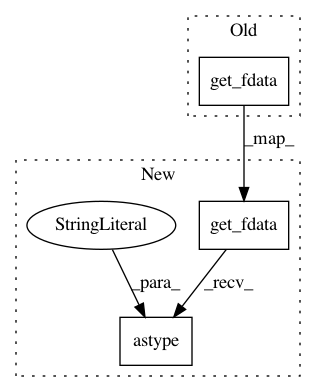 Old
get_fdata
_map_
New
StringLiteral
get_fdata
_para_
_recv_
astype